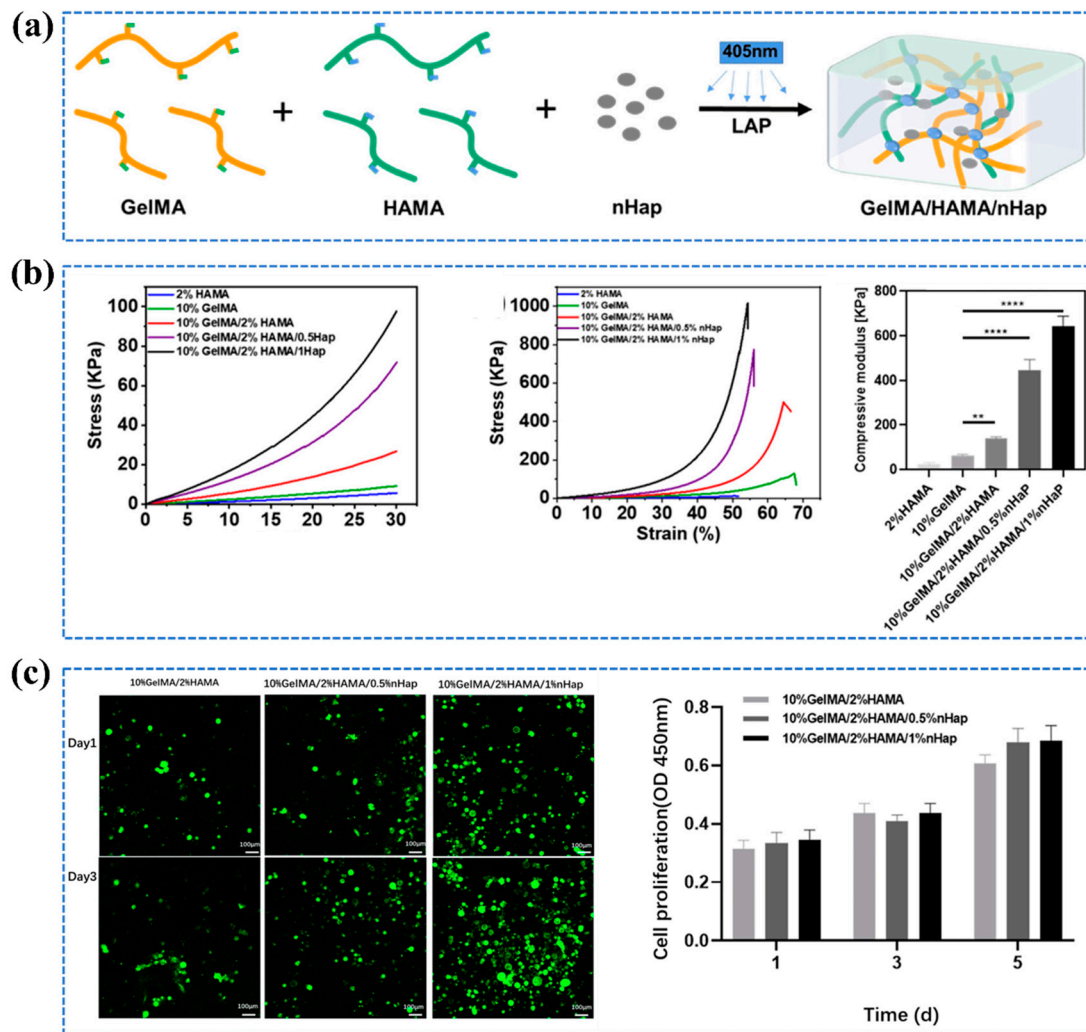 (a)
405nm
LAP
GelMA
HAMA
nHap
GelMA/HAMA/nHap
(b)
Stress (KPa)
100
80
60
40
20
0
2% HAMA
10% GelMA
10% GelMA/2% HAMA
10% GelMA/2% HAMA/0.5Hap
10% GelMA/2% HAMA/1Hap
0 5 10 15 20 25 30
Stress (KPa)
1000
800
600
400
200
0
2% HAMA
10% GelMA
10% GelMA/2% HAMA
10% GelMA/2% HAMA/0.5% nHap
10% GelMA/2% HAMA/1% nHap
0 10 20 30 40 50 60 70
Strain (%)
Compressive modulus [KPa]
800
600
400
200
0
****
****
**
2%HAMA
10%GelMA
10%GelMA/2%HAMA
10%GelMA/2%HAMA/0.5%nHaP
10%GelMA/2%HAMA/1%nHaP
(c)
10%GelMA/2%HAMA
10%GelMA/2%HAMA/0.5%nHap
10%GelMA/2%HAMA/1%nHap
Day1
100μm
100μm
100μm
Day3
100μm
100μm
100μm
Cell proliferation(OD 450nm)
0.8
0.6
0.4
0.2
0.0
10%GelMA/2%HAMA
10%GelMA/2%HAMA/0.5%nHap
10%GelMA/2%HAMA/1%nHap
1 3 5
Time (d)